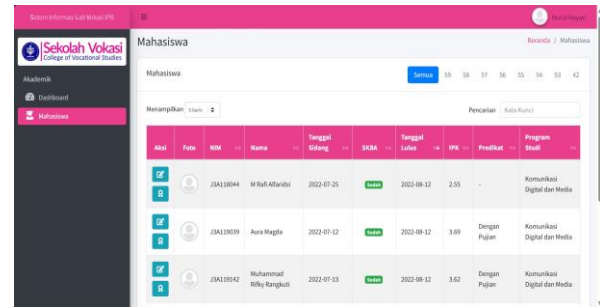 Sistem Informasi Lab Vokasi IPB
Nurul Hayati
Sekolah Vokasi
College of Vocational Studies
Mahasiswa
Beranda / Mahasiswa
Akademik
Dashboard
Mahasiswa
Mahasiswa
Semua 59 58 57 56 55 54 53 42
Menampilkan
Pencarian Kata Kunci
Aksi Foto NIM Nama Tanggal Sidang SKBA Tanggal Lulus IPK Predikat Program Studi
J3A118044 M Rafi Alfaridsi 2022-07-25 Sudah 2022-08-12 2.55 - Komunikasi Digital dan Media
J3A119039 Aura Magda 2022-07-12 Sudah 2022-08-12 3.69 Dengan Pujian Komunikasi Digital dan Media
J3A119142 Muhammad Rifky Rangkuti 2022-07-13 Sudah 2022-08-12 3.62 Dengan Pujian Komunikasi Digital dan Media